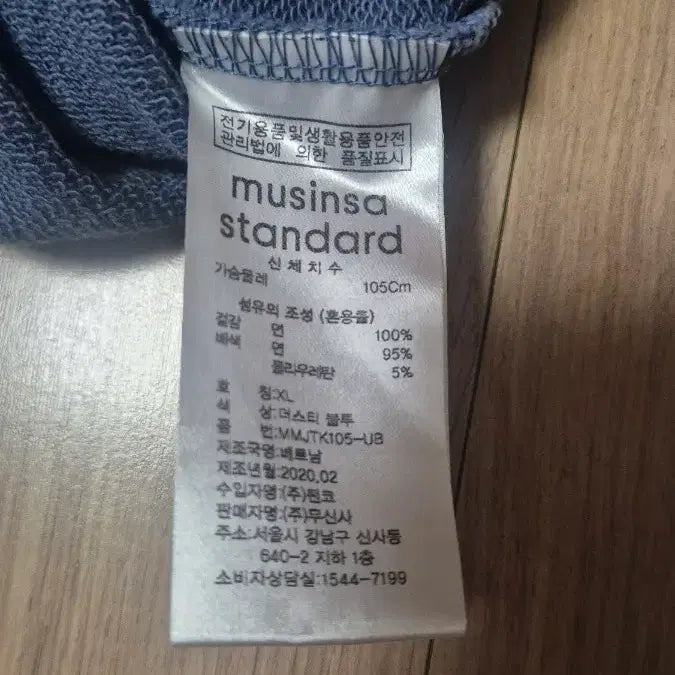 전기용품및생활용품안전
관리법에 의한 품질표시
musinsa
standard
신체치수
가슴둘레 105Cm
섬유의 조성 (혼용율)
겉감 면 100%
배색 면 95%
폴리우레탄 5%
호 칭:XL
색 상:더스티 블루
품 번:MMJTK105-UB
제조국명:베트남
제조년월:2020.02
수입자명:(주)틴코
판매자명:(주)무신사
주소:서울시 강남구 신사동
640-2 지하 1층
소비자상담실:1544-7199